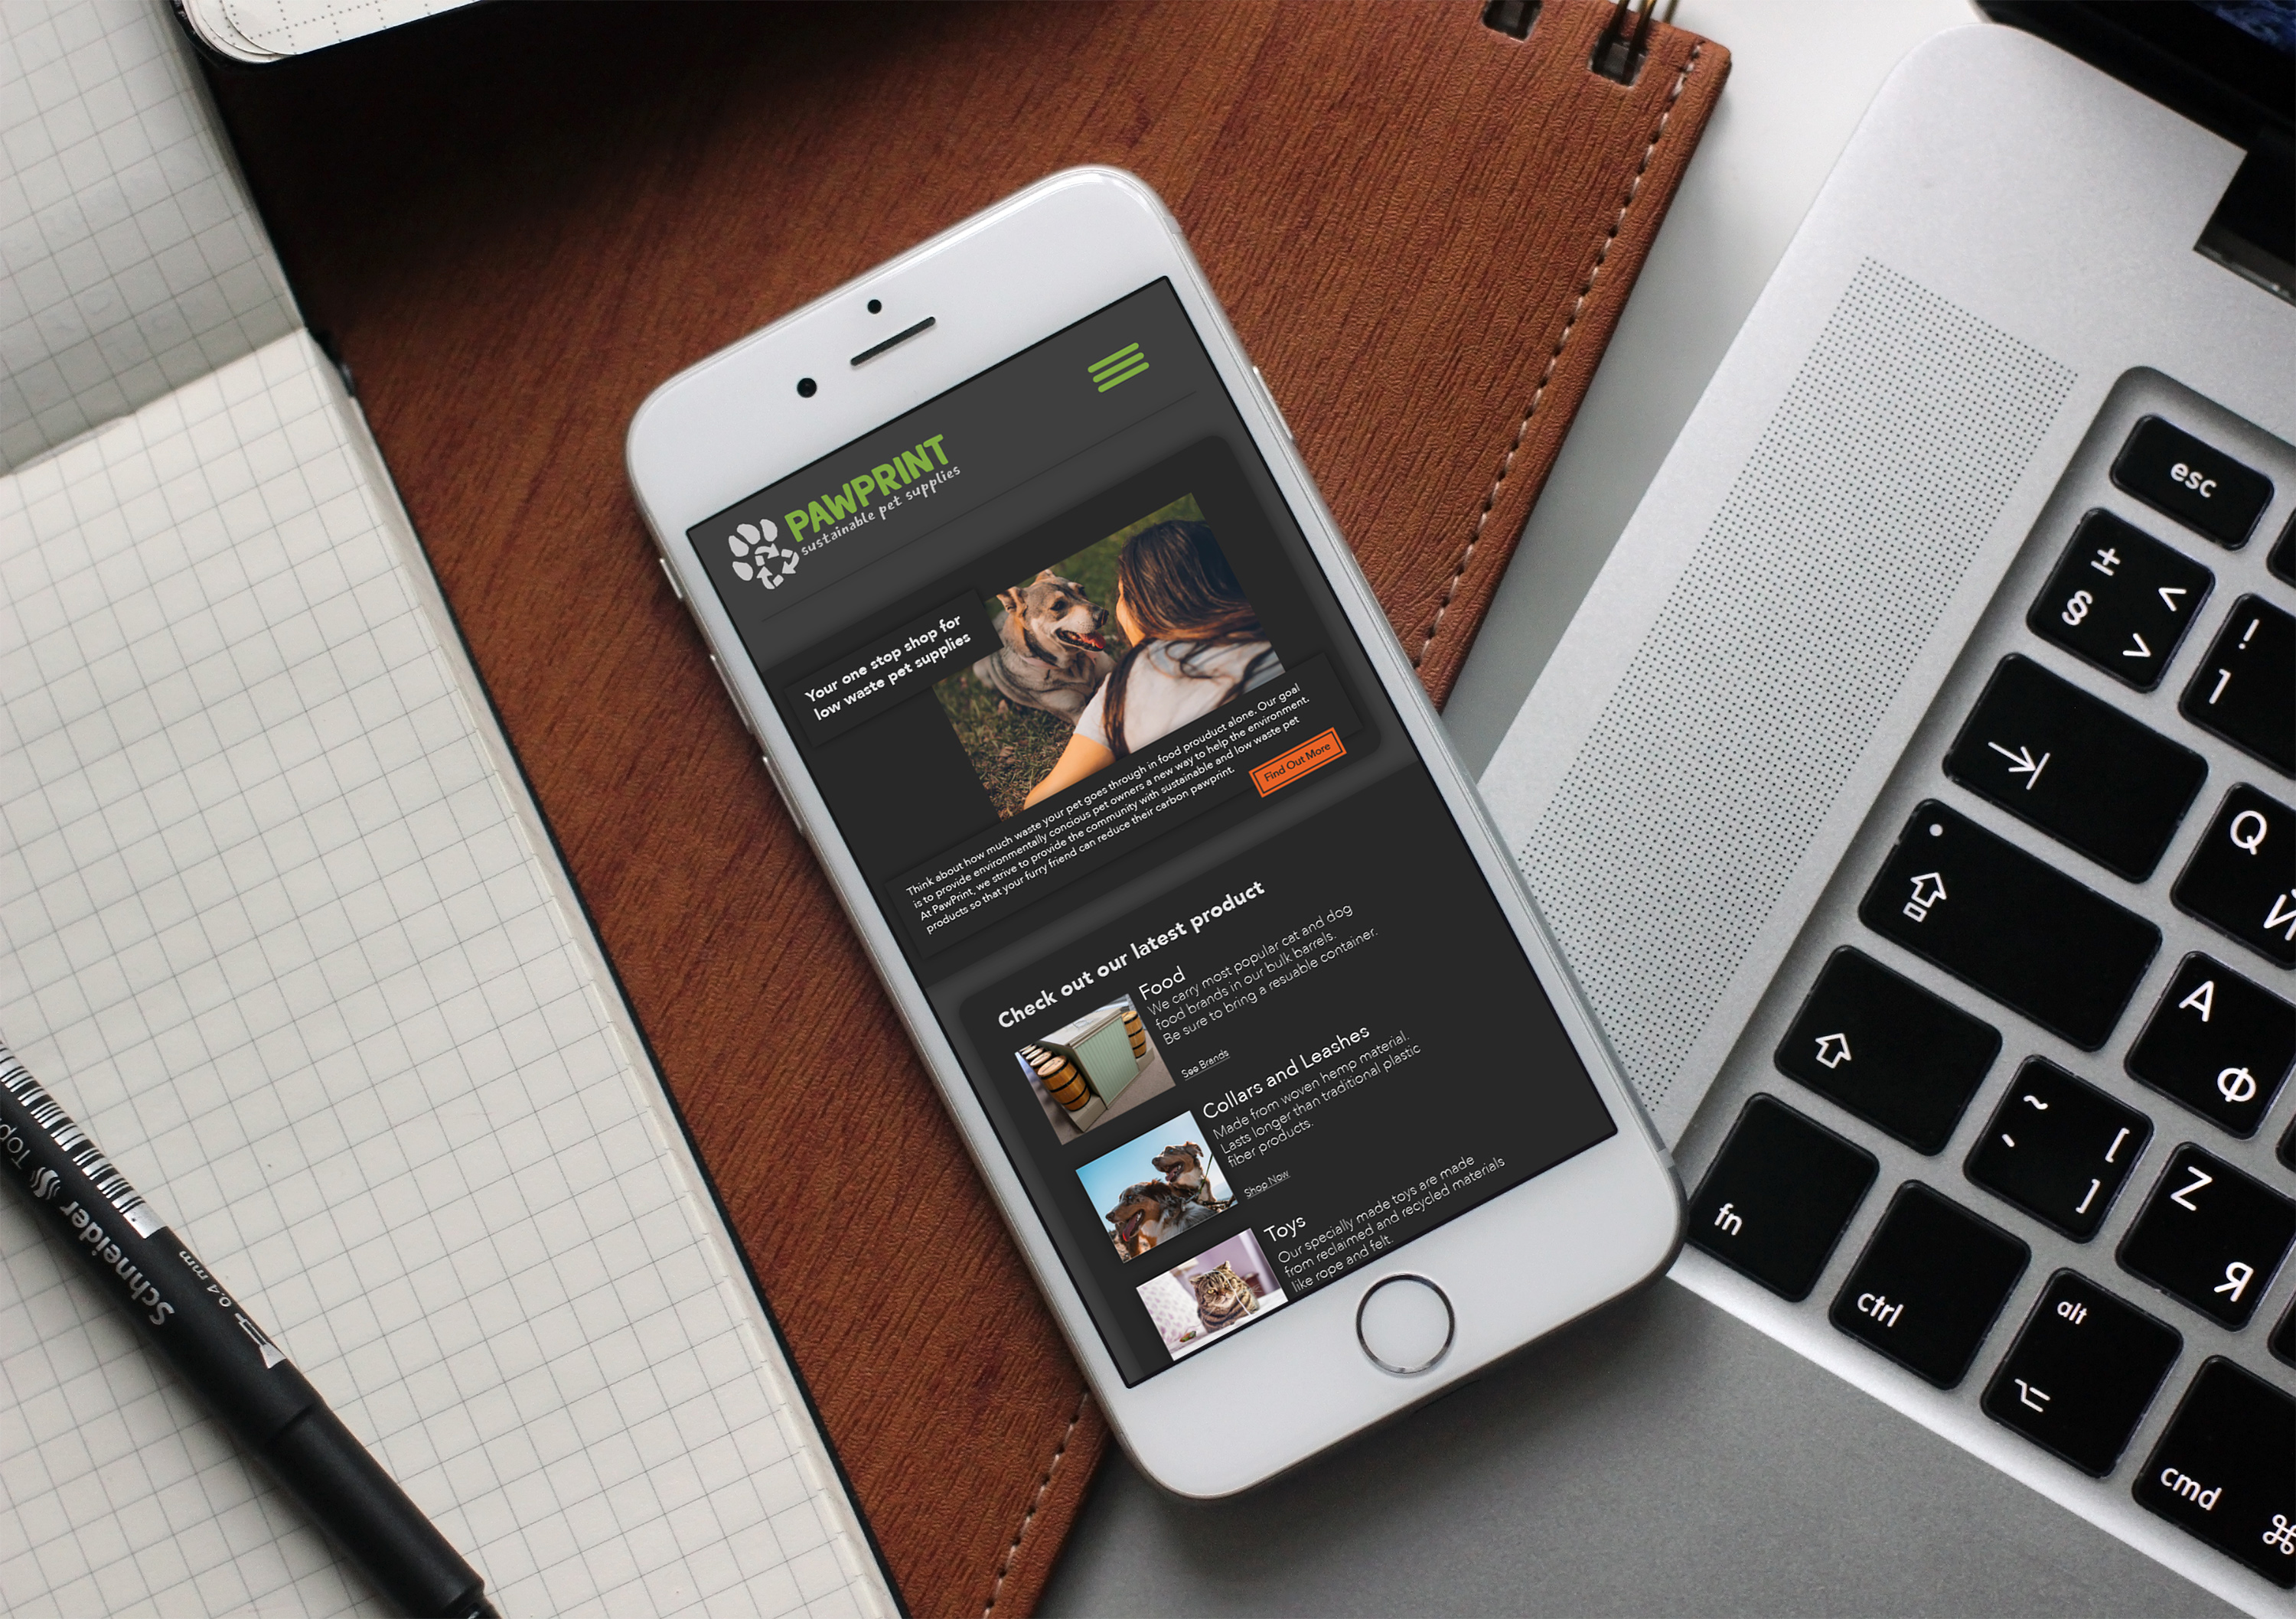 PAWPRINT
sustainable pet supplies
Your one stop shop for
low waste pet supplies
Think about how much waste your pet goes through in food prouduct alone. Our goal
is to provide environmentally concious pet owners a new way to help the environment.
At PawPrint, we strive to provide the community with sustainable and low waste pet
products so that your furry friend can reduce their carbon pawprint.
Find Out More
Check out our latest product
Food
We carry most popular cat and dog
food brands in our bulk barrels.
Be sure to bring a resuable container.
See Brands
Collars and Leashes
Made from woven hemp material.
Lasts longer than traditional plastic
fiber products.
Shop Now
Toys
Our specially made toys are made
from reclaimed and recycled materials
like rope and felt.
Schneider
0.4 mm
esc
± <
§ >
!
1
Q
Й
A
Ф
~ [
` ]
Z
Я
fn
ctrl
alt
⌥
cmd
⌘